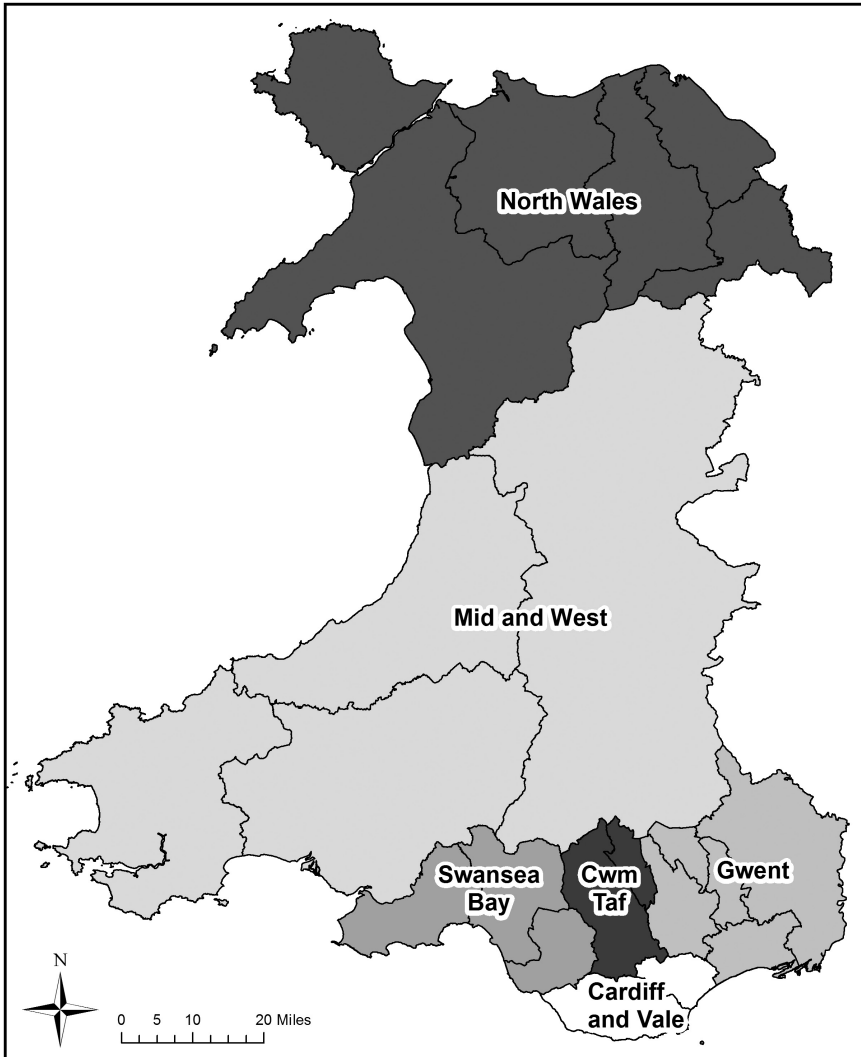 North Wales
Mid and West
Swansea
Bay
Cwm
Taf
Gwent
Cardiff
and Vale
N
0 5 10 20 Miles